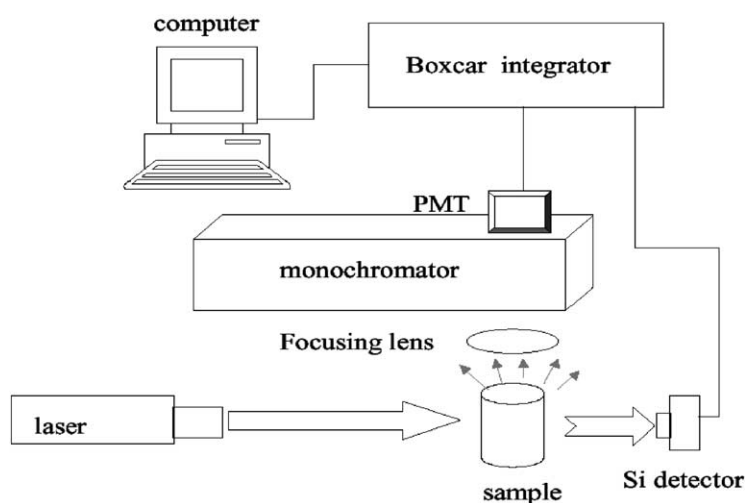 computer
Boxcar integrator
PMT
monochromator
Focusing lens
laser
Si detector
sample